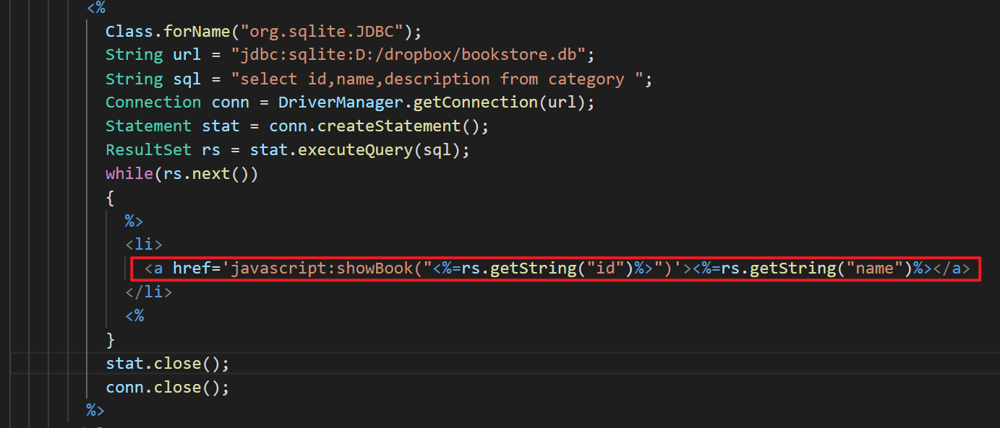 <%
Class.forName("org.sqlite.JDBC");
String url = "jdbc:sqlite:D:/dropbox/bookstore.db";
String sql = "select id,name,description from category ";
Connection conn = DriverManager.getConnection(url);
Statement stat = conn.createStatement();
ResultSet rs = stat.executeQuery(sql);
while(rs.next())
{
%>
<li>
<a href='javascript:showBook("<%=rs.getString("id")%>")'><%=rs.getString("name")%></a>
</li>
<%
}
stat.close();
conn.close();
%>